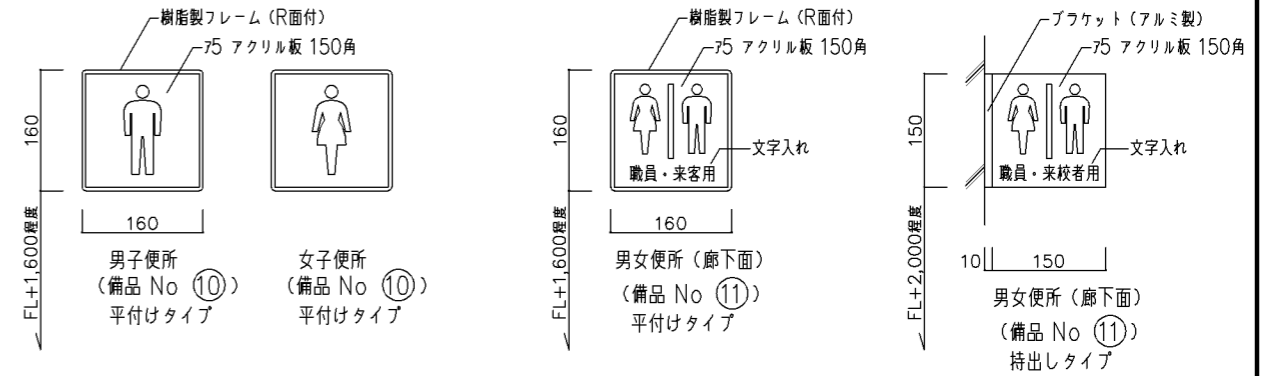 樹脂製フレーム（R面付）
ｱ5 アクリル板 150角
160
160
FL+1,600程度
男子便所
（備品 No ⑩）
平付けタイプ
女子便所
（備品 No ⑩）
平付けタイプ
樹脂製フレーム（R面付）
ｱ5 アクリル板 150角
160
職員・来客用
文字入れ
160
FL+1,600程度
男女便所（廊下面）
（備品 No ⑪）
平付けタイプ
ブラケット（アルミ製）
ｱ5 アクリル板 150角
150
職員・来校者用
文字入れ
10
150
FL+2,000程度
男女便所（廊下面）
（備品 No ⑪）
持出しタイプ